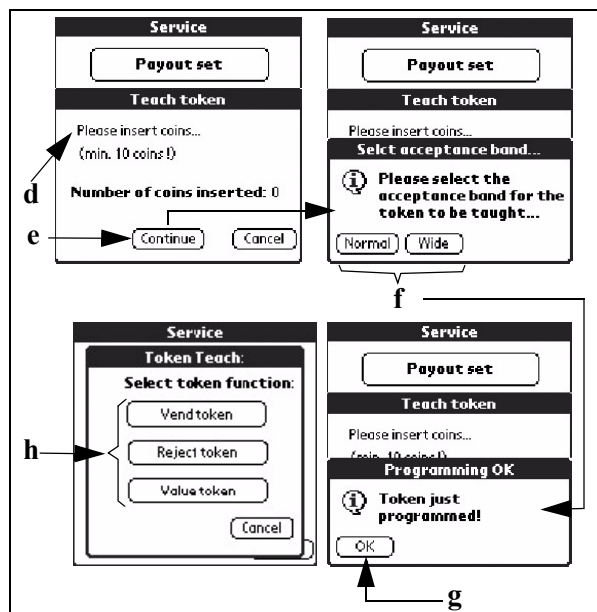 Service
Payout set
Teach token
Please insert coins...
(min. 10 coins!)
d
Number of coins inserted: 0
e
Continue
Cancel
Service
Payout set
Teach token
Please insert coins...
Selct acceptance band...
Please select the
acceptance band for the
token to be taught...
Normal
Wide
f
Service
Token Teach:
Select token function:
Vend token
h
Reject token
Value token
Cancel
Service
Payout set
Teach token
Please insert coins...
(min. 10 coins!)
Programming OK
Token just
programmed!
OK
g